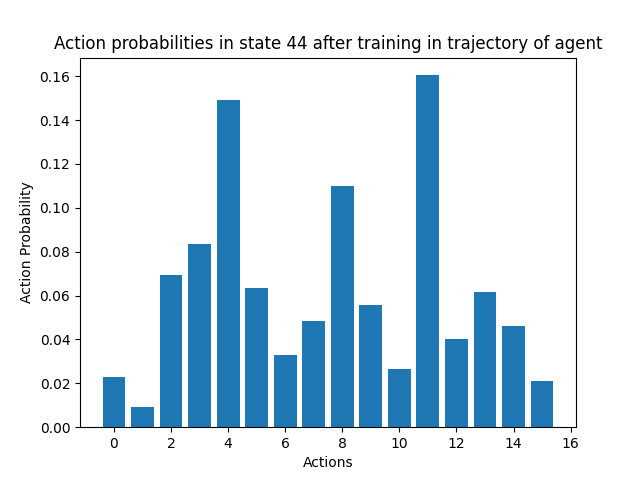 Action probabilities in state 44 after training in trajectory of agent
0.16
0.14
0.12
0.10
0.08
0.06
0.04
0.02
0.00
Action Probability
0 2 4 6 8 10 12 14 16
Actions